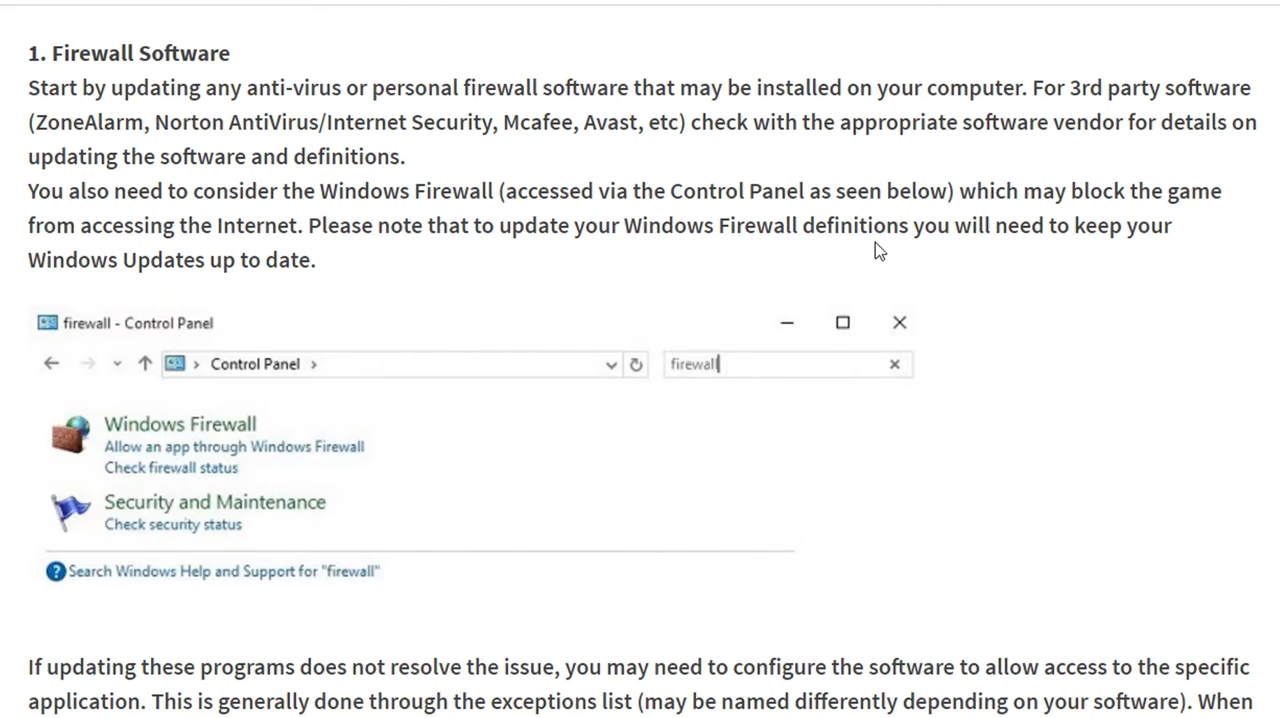 1. Firewall Software
Start by updating any anti-virus or personal firewall software that may be installed on your computer. For 3rd party software
(ZoneAlarm, Norton AntiVirus/Internet Security, Mcafee, Avast, etc) check with the appropriate software vendor for details on
updating the software and definitions.
You also need to consider the Windows Firewall (accessed via the Control Panel as seen below) which may block the game
from accessing the Internet. Please note that to update your Windows Firewall definitions you will need to keep your
Windows Updates up to date.
firewall - Control Panel
Control Panel
firewall
Windows Firewall
Allow an app through Windows Firewall
Check firewall status
Security and Maintenance
Check security status
Search Windows Help and Support for "firewall"
If updating these programs does not resolve the issue, you may need to configure the software to allow access to the specific
application. This is generally done through the exceptions list (may be named differently depending on your software). When